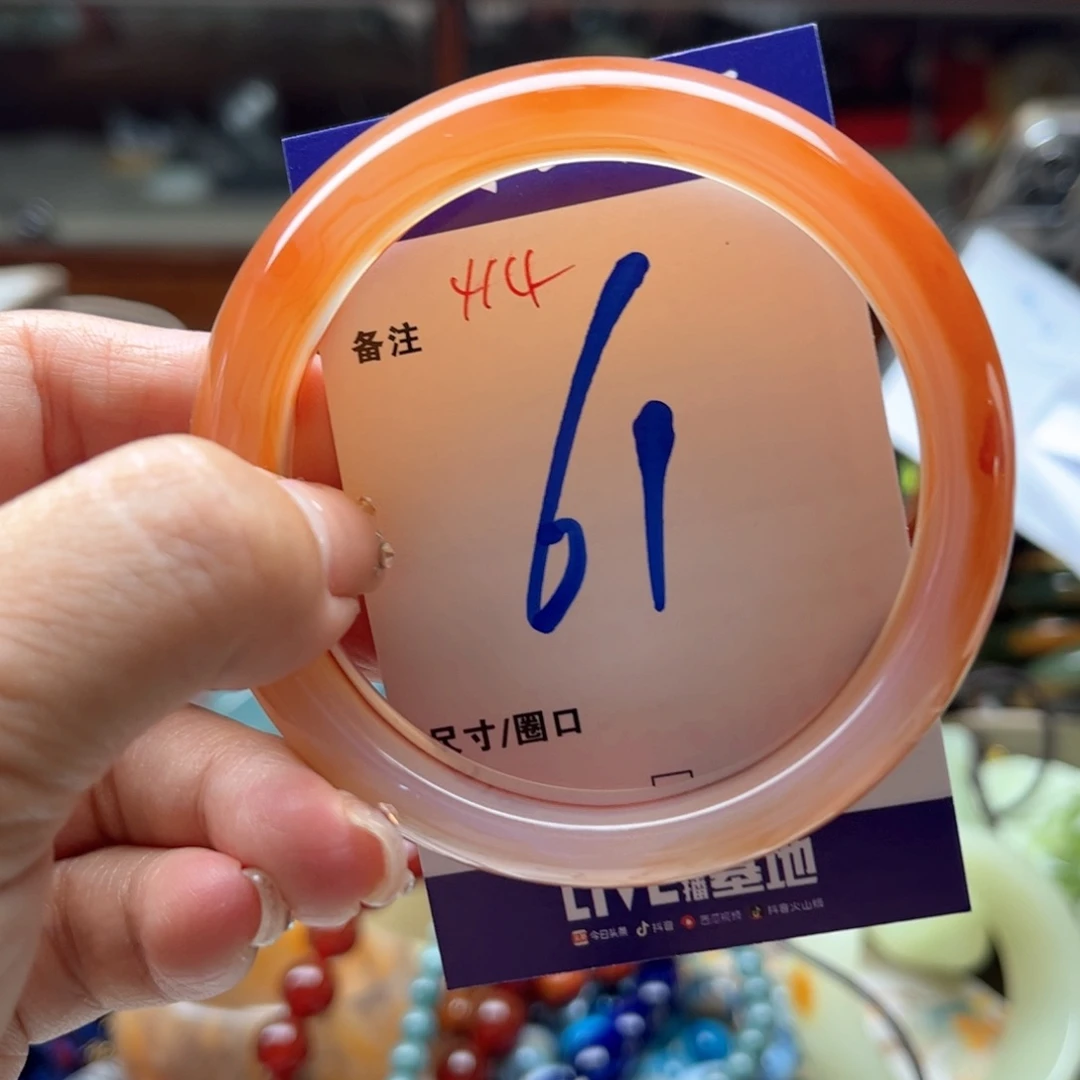 H4
备注
61
尺寸/圈口
LIVE播基地
今日头条 抖音 西瓜视频 抖音火山版